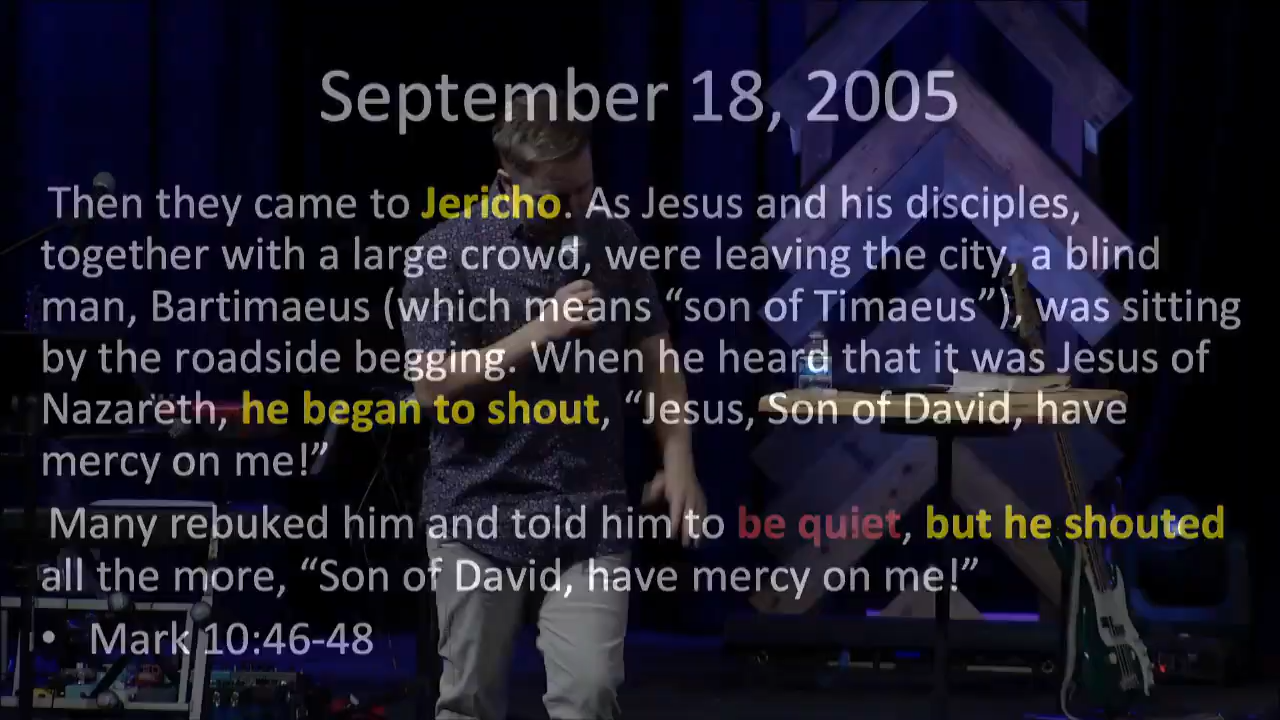 September 18, 2005
Then they came to Jericho. As Jesus and his disciples,
together with a large crowd, were leaving the city, a blind
man, Bartimaeus (which means “son of Timaeus”), was sitting
by the roadside begging. When he heard that it was Jesus of
Nazareth, he began to shout, “Jesus, Son of David, have
mercy on me!”
Many rebuked him and told him to be quiet, but he shouted
all the more, “Son of David, have mercy on me!”
• Mark 10:46-48